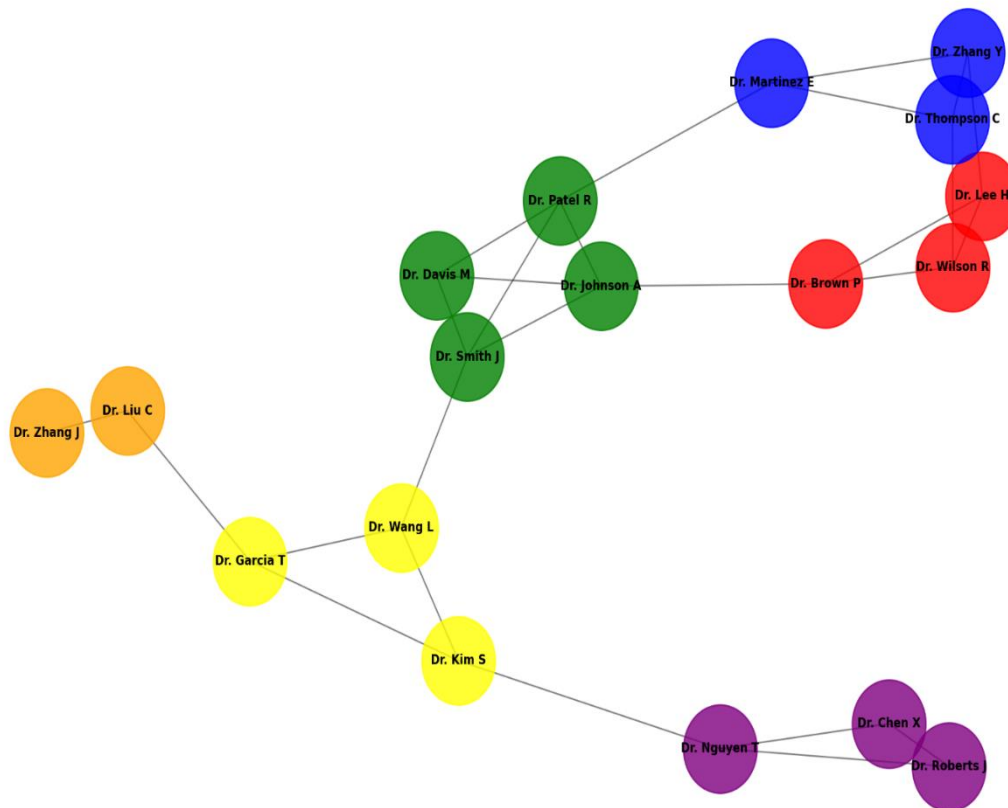 Dr. Zhang Y
Dr. Martinez E
Dr. Thompson C
Dr. Lee H
Dr. Patel R
Dr. Wilson R
Dr. Davis M
Dr. Brown P
Dr. Johnson A
Dr. Smith J
Dr. Liu C
Dr. Zhang J
Dr. Wang L
Dr. Garcia T
Dr. Kim S
Dr. Chen X
Dr. Nguyen T
Dr. Roberts J